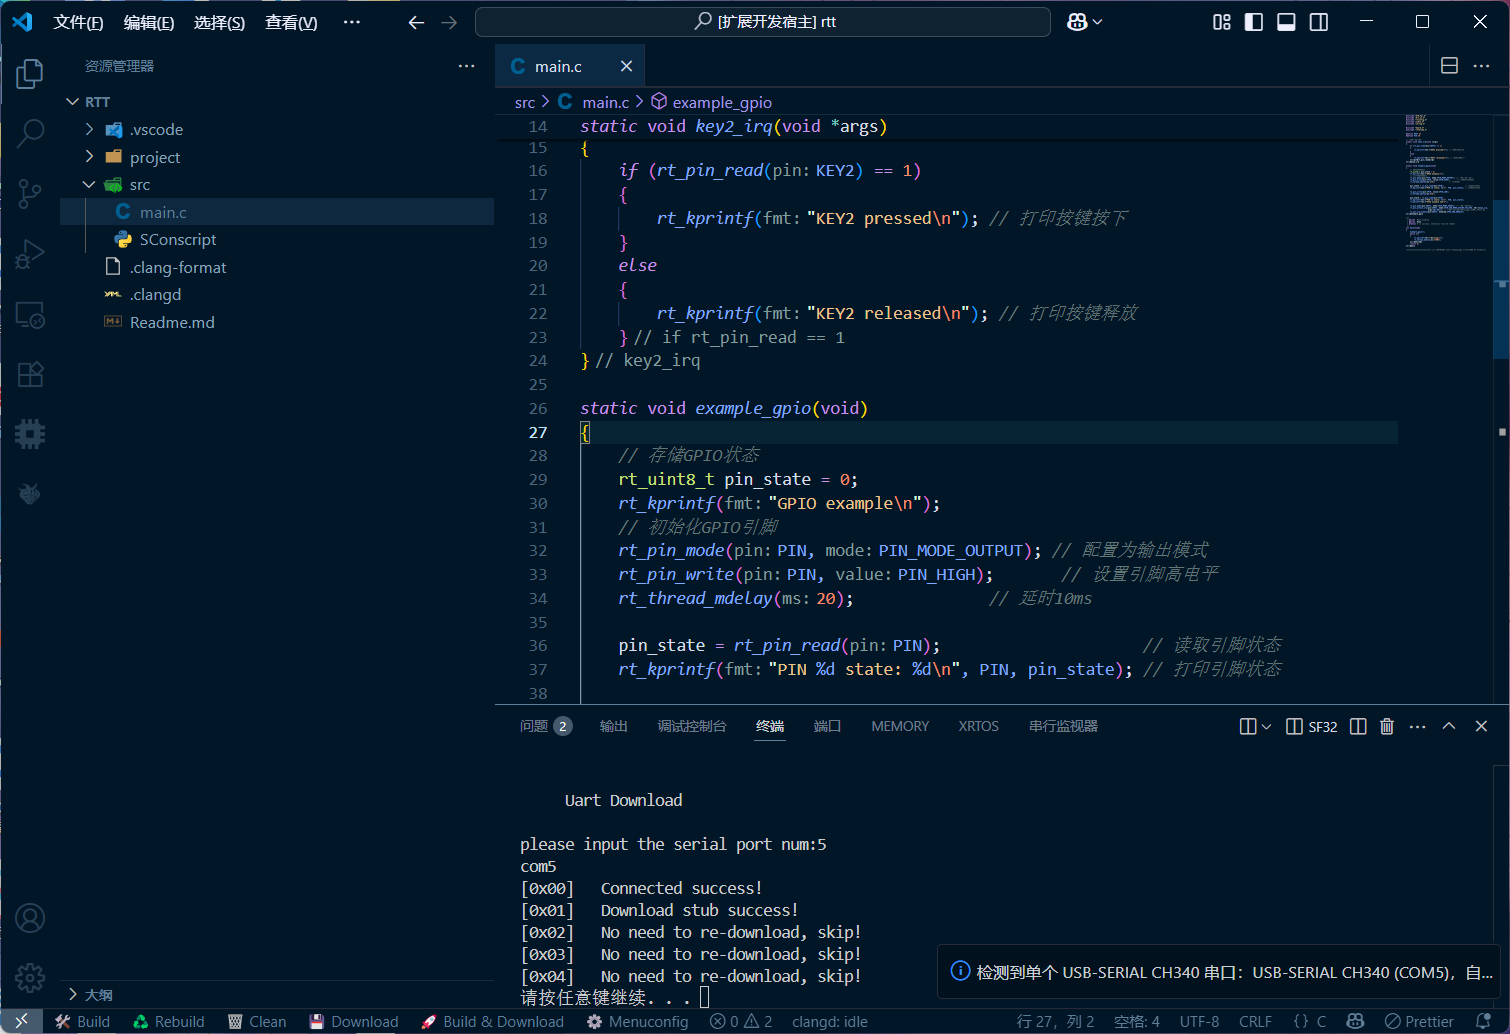 文件(F) 编辑(E) 选择(S) 查看(V) ··· [扩展开发宿主] rtt
资源管理器 ···
RTT
.vscode
project
src
main.c
SConscript
.clang-format
.clangd
Readme.md
大纲
main.c
src > main.c > example_gpio
14 static void key2_irq(void *args)
15 {
16 if (rt_pin_read(pin: KEY2) == 1)
17 {
18 rt_kprintf(fmt: "KEY2 pressed\n"); // 打印按键按下
19 }
20 else
21 {
22 rt_kprintf(fmt: "KEY2 released\n"); // 打印按键释放
23 } // if rt_pin_read == 1
24 } // key2_irq
25
26 static void example_gpio(void)
27 {
28 // 存储GPIO状态
29 rt_uint8_t pin_state = 0;
30 rt_kprintf(fmt: "GPIO example\n");
31 // 初始化GPIO引脚
32 rt_pin_mode(pin: PIN, mode: PIN_MODE_OUTPUT); // 配置为输出模式
33 rt_pin_write(pin: PIN, value: PIN_HIGH); // 设置引脚高电平
34 rt_thread_mdelay(ms: 20); // 延时10ms
35
36 pin_state = rt_pin_read(pin: PIN); // 读取引脚状态
37 rt_kprintf(fmt: "PIN %d state: %d\n", PIN, pin_state); // 打印引脚状态
38
问题 2 输出 调试控制台 终端 端口 MEMORY XRTOS 串行监视器 SF32 ···
Uart Download
please input the serial port num:5
com5
[0x00] Connected success!
[0x01] Download stub success!
[0x02] No need to re-download, skip!
[0x03] No need to re-download, skip!
[0x04] No need to re-download, skip!
请按任意键继续. . .
检测到单个 USB-SERIAL CH340 串口：USB-SERIAL CH340 (COM5)，自...
Build Rebuild Clean Download Build & Download Menuconfig 0 2 clangd: idle 行 27，列 2 空格: 4 UTF-8 CRLF {} C Prettier